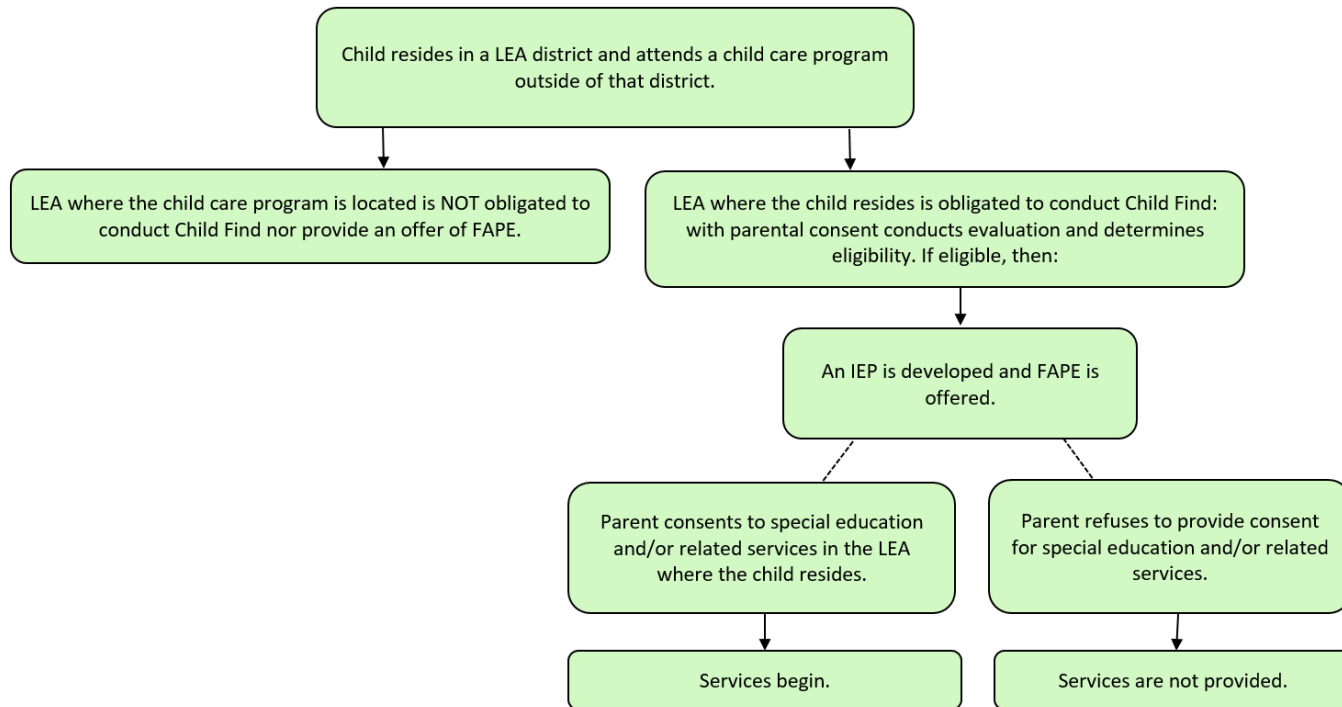 Child resides in a LEA district and attends a child care program
outside of that district.
LEA where the child care program is located is NOT obligated to
conduct Child Find nor provide an offer of FAPE.
LEA where the child resides is obligated to conduct Child Find:
with parental consent conducts evaluation and determines
eligibility. If eligible, then:
An IEP is developed and FAPE is
offered.
Parent consents to special education
and/or related services in the LEA
where the child resides.
Parent refuses to provide consent
for special education and/or related
services.
Services begin.
Services are not provided.